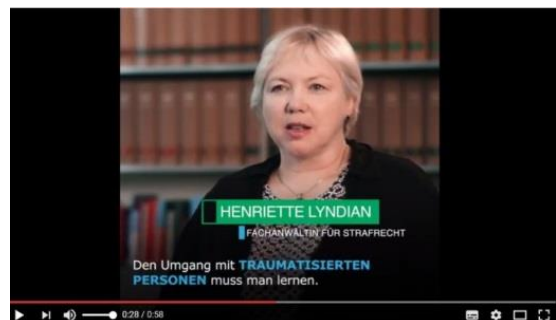 HENRIETTE LYNDIAN
FACHANWÄLTIN FÜR STRAFRECHT
Den Umgang mit TRAUMATISIERTEN
PERSONEN muss man lernen.
0:28 / 0:58